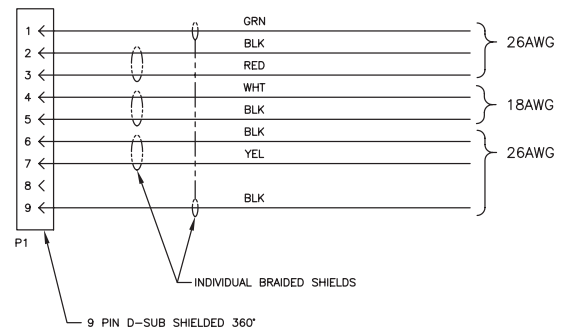 GRN
1
BLK
2
26AWG
RED
3
WHT
4
BLK
18AWG
5
BLK
6
YEL
26AWG
7
8
BLK
9
P1
INDIVIDUAL BRAIDED SHIELDS
9 PIN D-SUB SHIELDED 360°